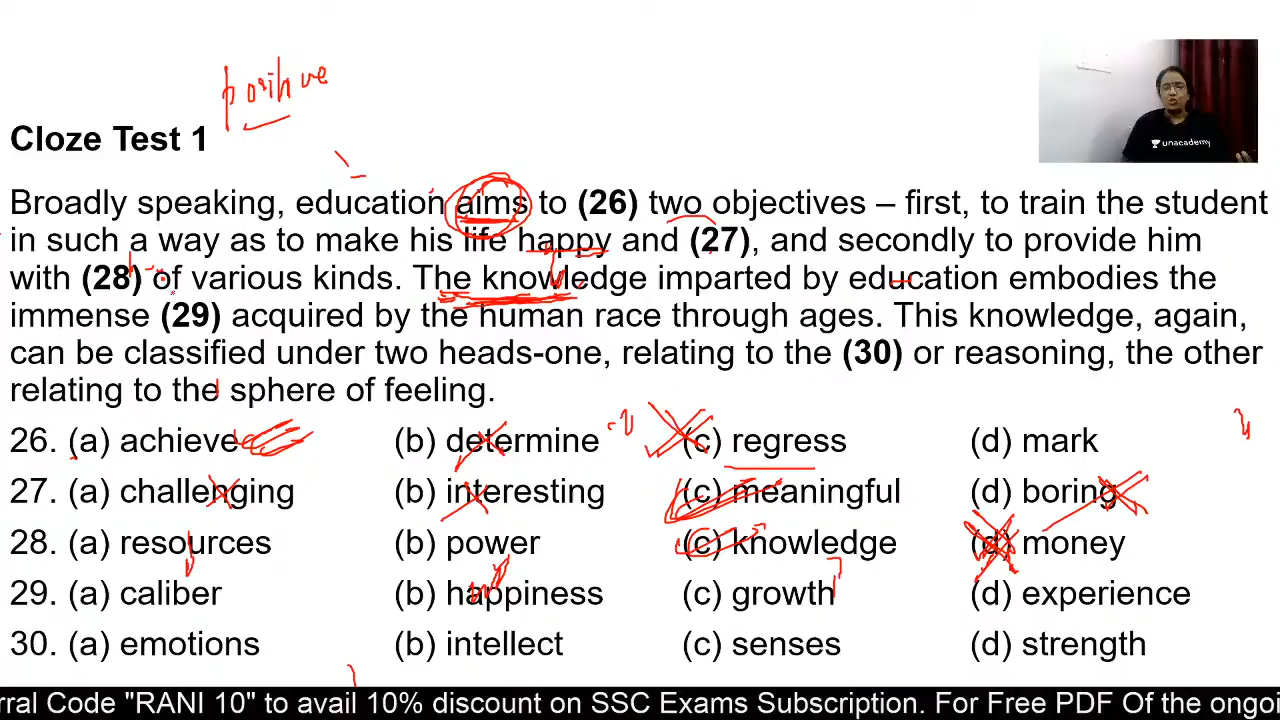 positive
unacademy
Cloze Test 1
Broadly speaking, education aims to (26) two objectives – first, to train the student
in such a way as to make his life happy and (27), and secondly to provide him
with (28) of various kinds. The knowledge imparted by education embodies the
immense (29) acquired by the human race through ages. This knowledge, again,
can be classified under two heads-one, relating to the (30) or reasoning, the other
relating to the sphere of feeling.
26. (a) achieve (b) determine (c) regress (d) mark
27. (a) challenging (b) interesting (c) meaningful (d) boring
28. (a) resources (b) power (c) knowledge (d) money
29. (a) caliber (b) happiness (c) growth (d) experience
30. (a) emotions (b) intellect (c) senses (d) strength
rral Code "RANI 10" to avail 10% discount on SSC Exams Subscription. For Free PDF Of the ongoi